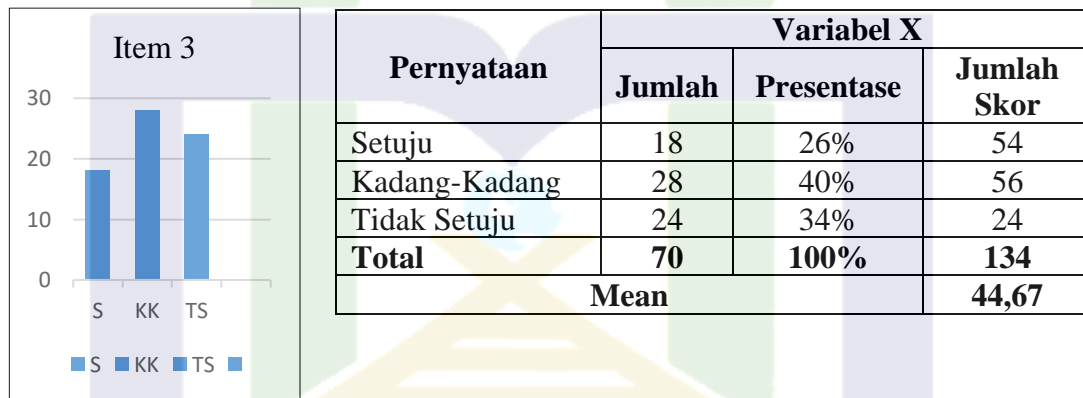 Item 3
30
20
10
0
S KK TS
S KK TS
Pernyataan
Variabel X
Jumlah Presentase Jumlah Skor
Setuju 18 26% 54
Kadang-Kadang 28 40% 56
Tidak Setuju 24 34% 24
Total 70 100% 134
Mean 44,67